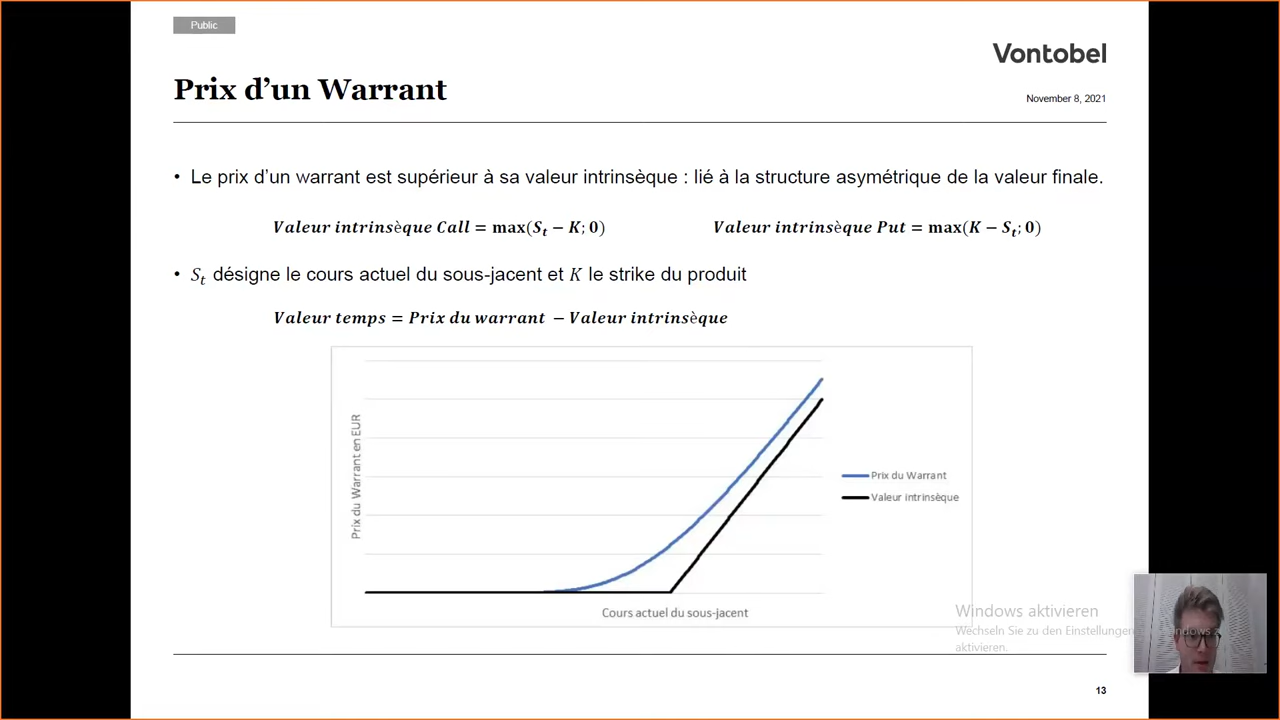 Public
Vontobel
Prix d’un Warrant
November 8, 2021
• Le prix d’un warrant est supérieur à sa valeur intrinsèque : lié à la structure asymétrique de la valeur finale.
Valeur intrinsèque Call = max(S_t − K; 0)
Valeur intrinsèque Put = max(K − S_t; 0)
• S_t désigne le cours actuel du sous-jacent et K le strike du produit
Valeur temps = Prix du warrant − Valeur intrinsèque
Prix du Warrant en EUR
Prix du Warrant
Valeur intrinsèque
Cours actuel du sous-jacent
Windows aktivieren
Wechseln Sie zu den Einstellungen
aktivieren.
13